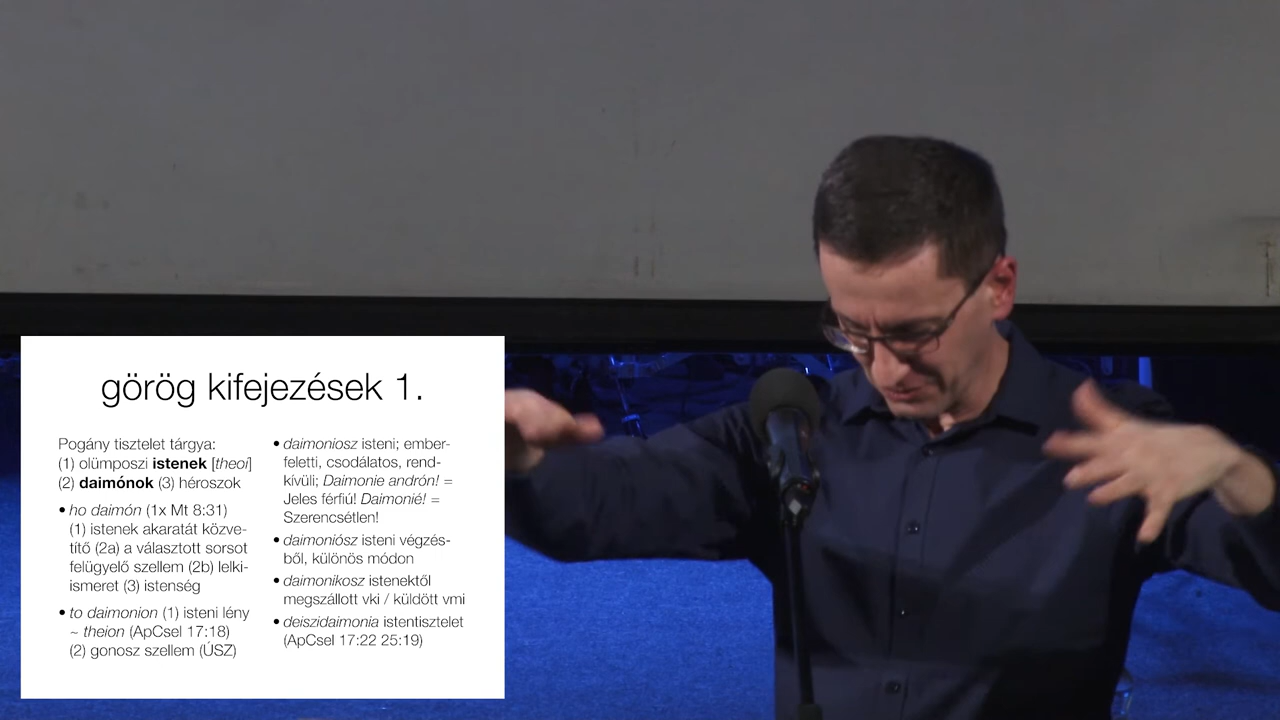 görög kifejezések 1.
Pogány tisztelet tárgya:
(1) olümposzi istenek [theoi]
(2) daimónok (3) héroszok
• ho daimón (1x Mt 8:31)
(1) istenek akaratát közve-
títő (2a) a választott sorsot
felügyelő szellem (2b) lelki-
ismeret (3) istenség
• to daimonion (1) isteni lény
~ theion (ApCsel 17:18)
(2) gonosz szellem (ÚSZ)
• daimoniosz isteni; ember-
feletti, csodálatos, rend-
kívüli; Daimonie andrón! =
Jeles férfiú! Daimonié! =
Szerencsétlen!
• daimoniósz isteni végzés-
ből, különös módon
• daimonikosz istenektől
megszállott vki / küldött vmi
• deiszidaimonia istentisztelet
(ApCsel 17:22 25:19)